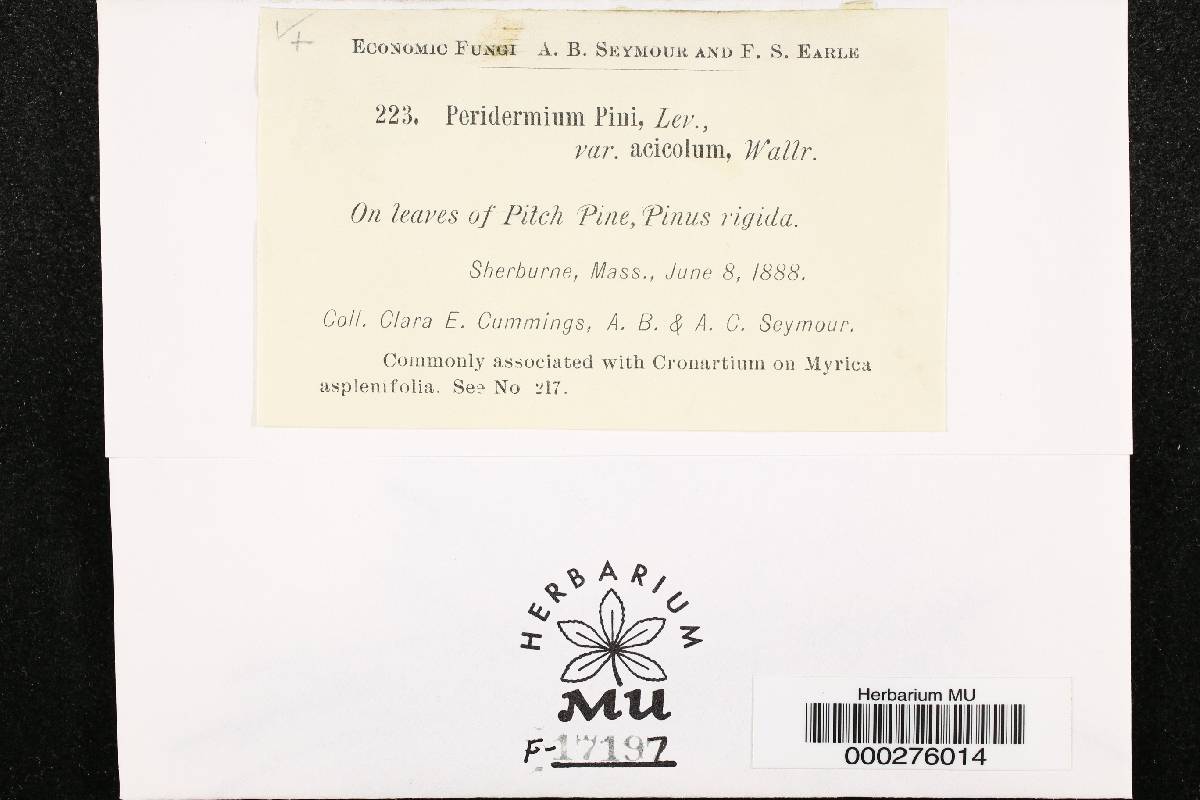 ECONOMIC FUNGI A. B. SEYMOUR AND F. S. EARLE
223. Peridermium Pini, Lev.,
var. acicolum, Wallr.
On leaves of Pitch Pine, Pinus rigida.
Sherburne, Mass., June 8, 1888.
Coll. Clara E. Cummings, A. B. & A. C. Seymour.
Commonly associated with Cronartium on Myrica
asplenifolia. See No 217.
HERBARIUM
MU
F-17197
Herbarium MU
000276014